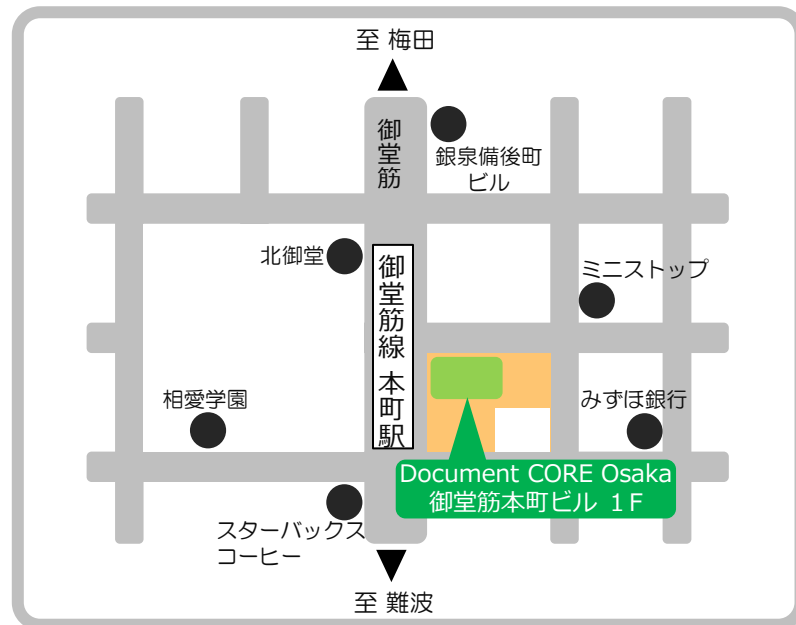 至 梅田
御堂筋
銀泉備後町
ビル
北御堂
御堂筋線 本町駅
ミニストップ
相愛学園
みずほ銀行
Document CORE Osaka
御堂筋本町ビル 1F
スターバックス
コーヒー
至 難波